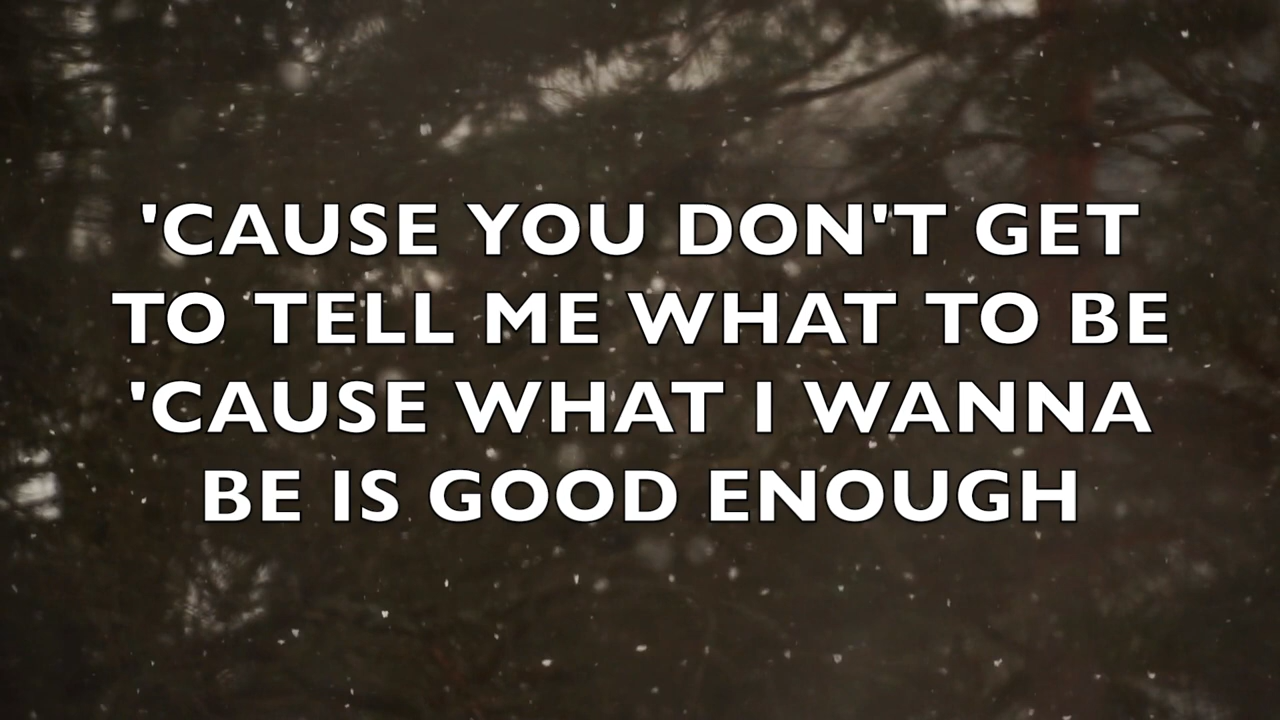 'CAUSE YOU DON'T GET
TO TELL ME WHAT TO BE
'CAUSE WHAT I WANNA
BE IS GOOD ENOUGH